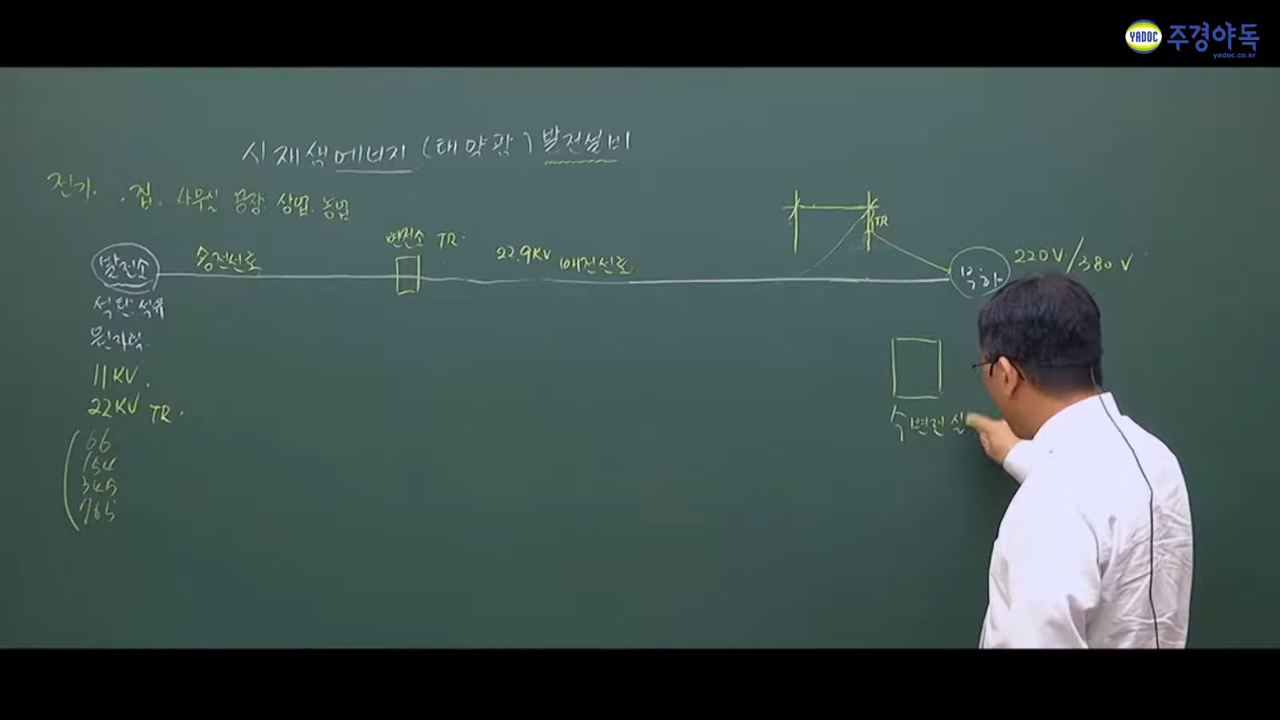 YADOC 주경야독
yadoc.co.kr
시재색에너지 (태약광) 발전설비
전기. . 집. 사무실 공장. 상업. 농업
변전소 TR.
TR
발전소 송전선로 22.9KV 배전선로 부하 220V / 380V
석탄. 석유
원자력.
11KV.
22KV TR.
수변전실
66
154
345
765